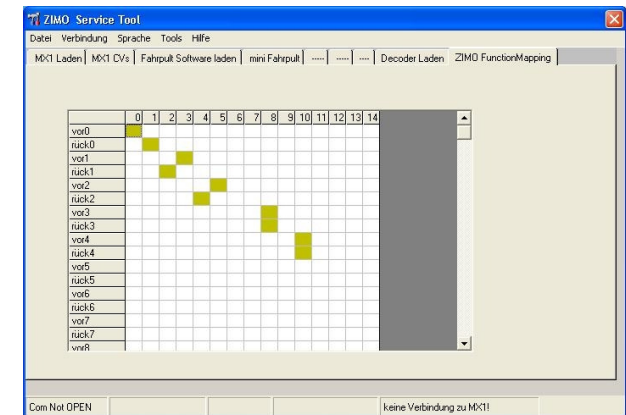 ZIMO Service Tool
Datei Verbindung Sprache Tools Hilfe
MX1 Laden MX1 CVs Fahrpult Software laden mini Fahrpult ----- ----- ---- Decoder Laden ZIMO FunctionMapping
0 1 2 3 4 5 6 7 8 9 10 11 12 13 14
vor0
rück0
vor1
rück1
vor2
rück2
vor3
rück3
vor4
rück4
vor5
rück5
vor6
rück6
vor7
rück7
vor8
Com Not OPEN keine Verbindung zu MX1!